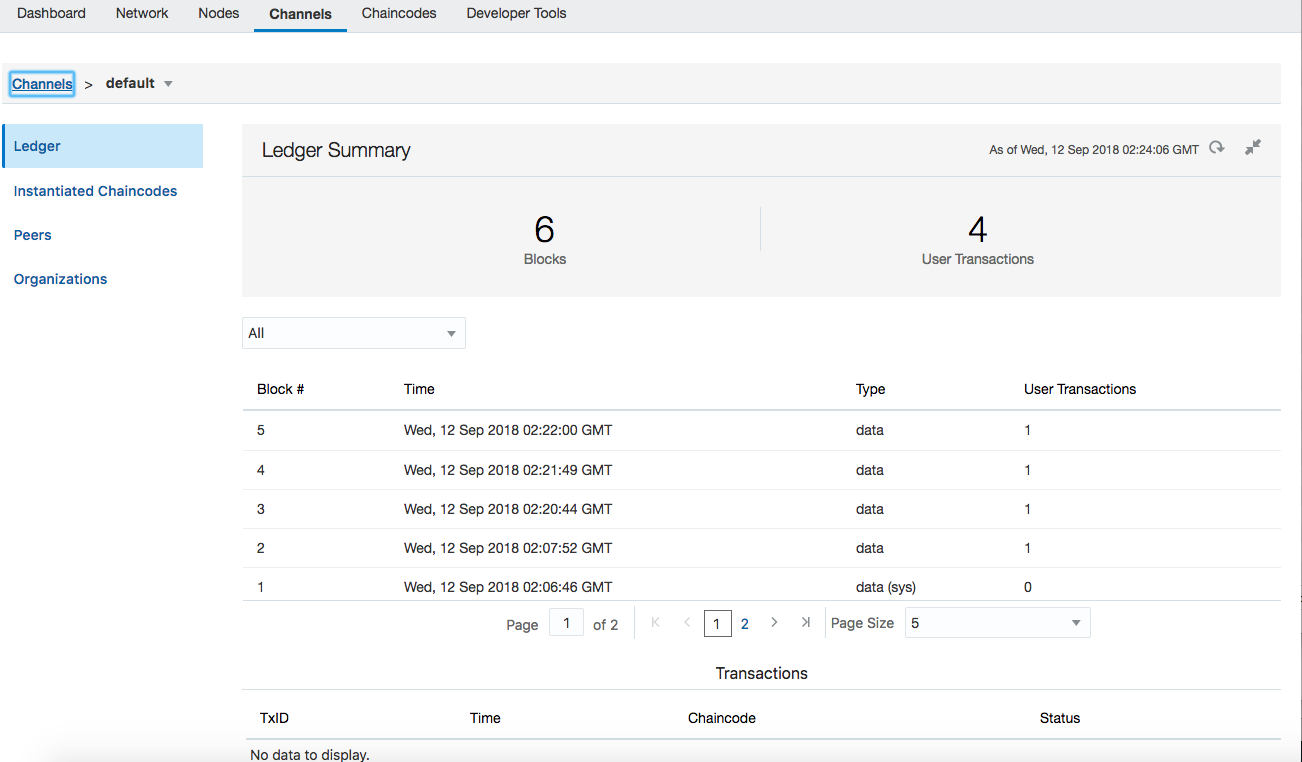 Dashboard Network Nodes Channels Chaincodes Developer Tools
Channels > default
Ledger
Instantiated Chaincodes
Peers
Organizations
Ledger Summary As of Wed, 12 Sep 2018 02:24:06 GMT
6 4
Blocks User Transactions
All
Block # Time Type User Transactions
5 Wed, 12 Sep 2018 02:22:00 GMT data 1
4 Wed, 12 Sep 2018 02:21:49 GMT data 1
3 Wed, 12 Sep 2018 02:20:44 GMT data 1
2 Wed, 12 Sep 2018 02:07:52 GMT data 1
1 Wed, 12 Sep 2018 02:06:46 GMT data (sys) 0
Page 1 of 2 1 2 Page Size 5
Transactions
TxID Time Chaincode Status
No data to display.